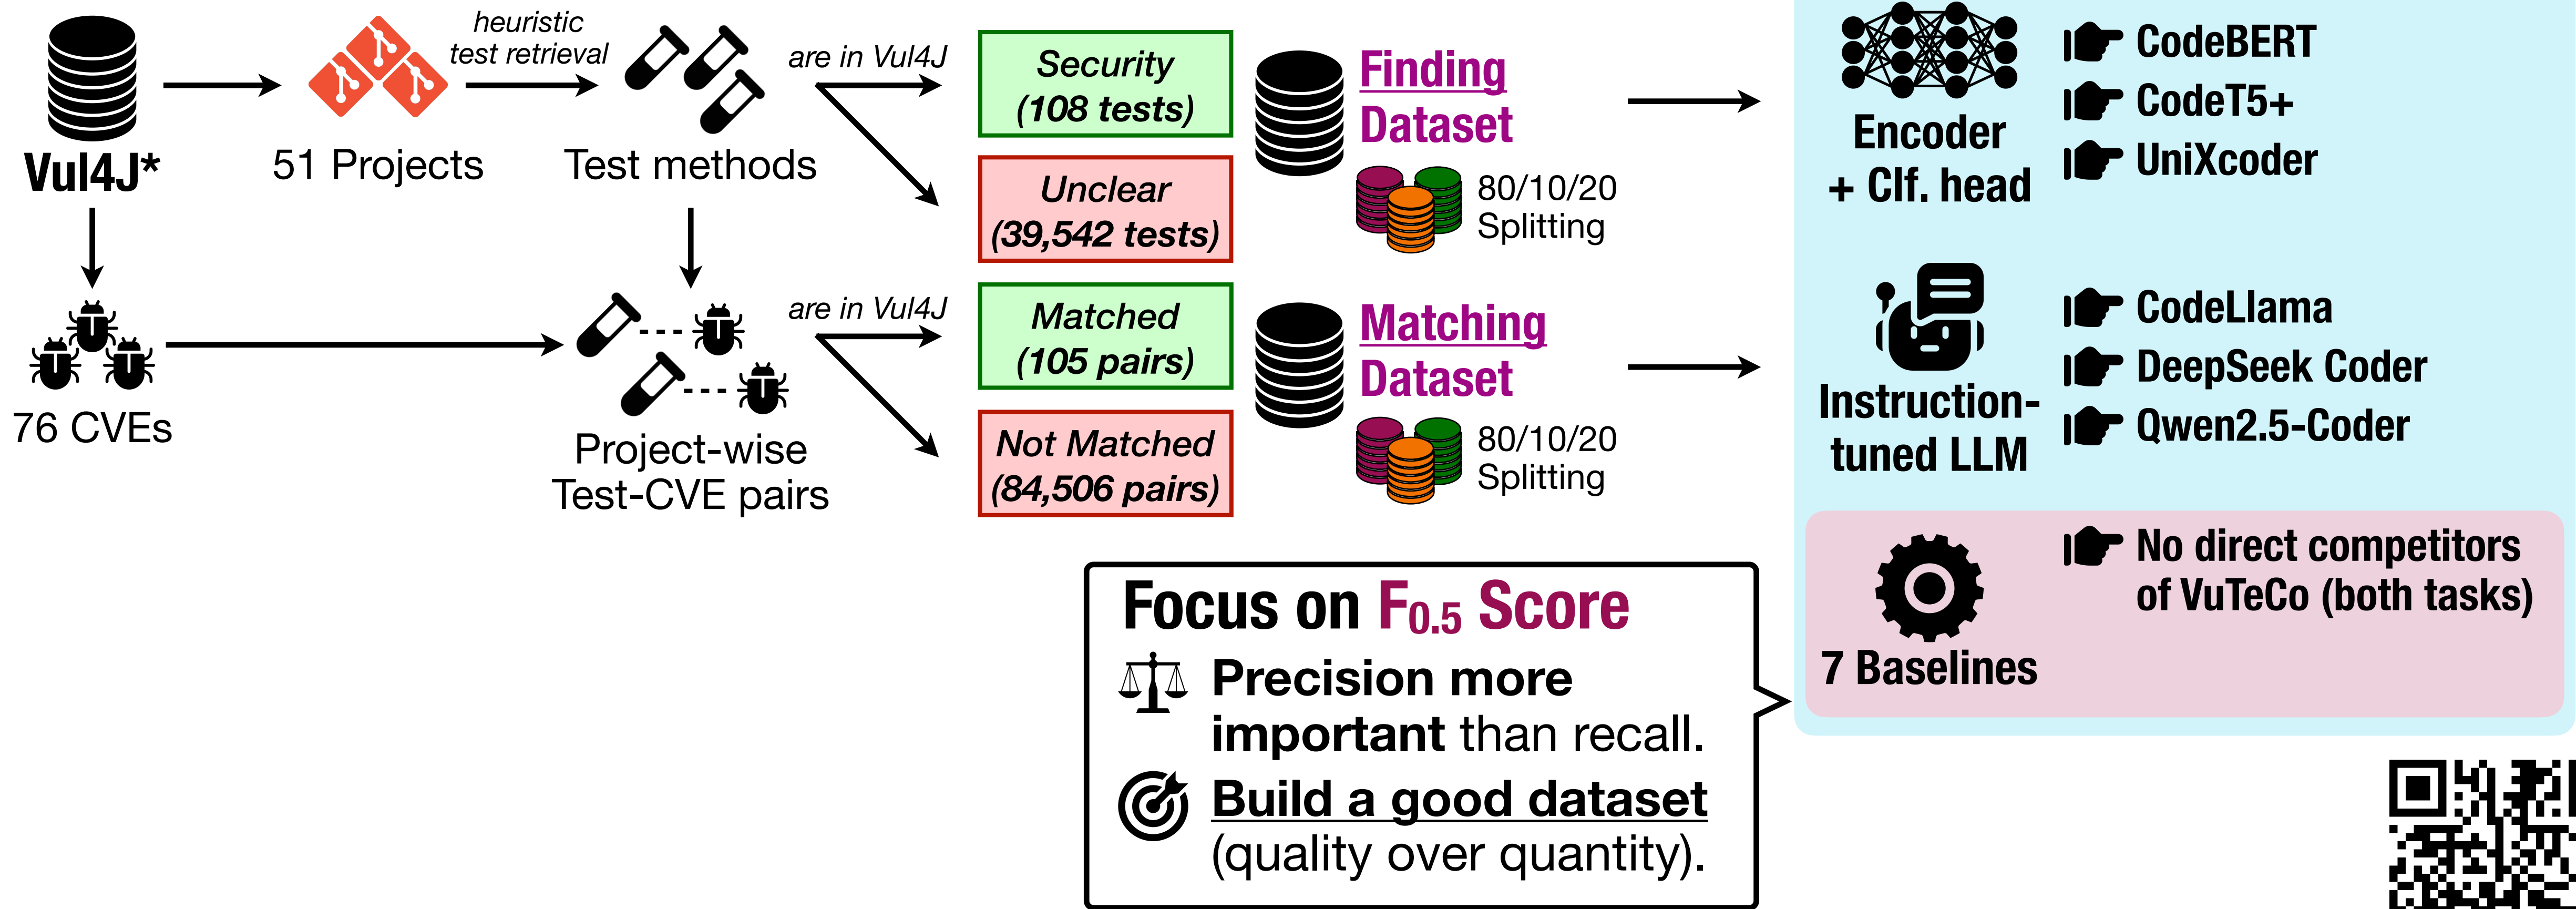 Vul4J*
51 Projects
heuristic
test retrieval
Test methods
are in Vul4J
Security
(108 tests)
Unclear
(39,542 tests)
Finding
Dataset
80/10/20
Splitting
76 CVEs
Project-wise
Test-CVE pairs
are in Vul4J
Matched
(105 pairs)
Not Matched
(84,506 pairs)
Matching
Dataset
80/10/20
Splitting
Encoder
+ Clf. head
CodeBERT
CodeT5+
UniXcoder
Instruction-
tuned LLM
CodeLlama
DeepSeek Coder
Qwen2.5-Coder
7 Baselines
No direct competitors
of VuTeCo (both tasks)
Focus on F0.5 Score
Precision more
important than recall.
Build a good dataset
(quality over quantity).